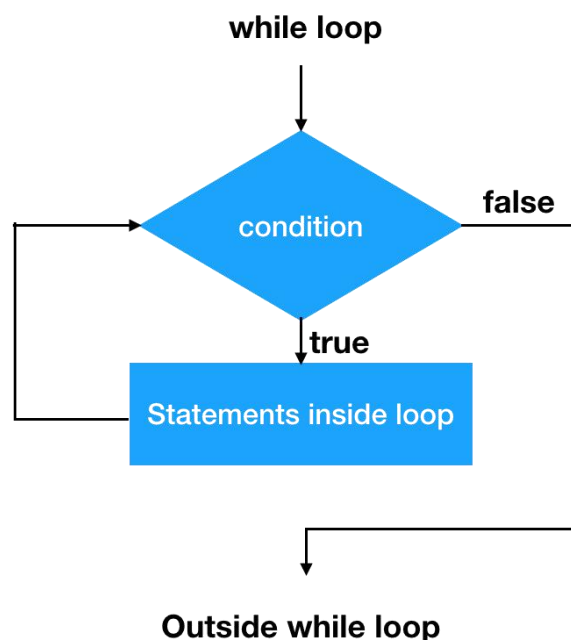 while loop
condition
false
true
Statements inside loop
Outside while loop